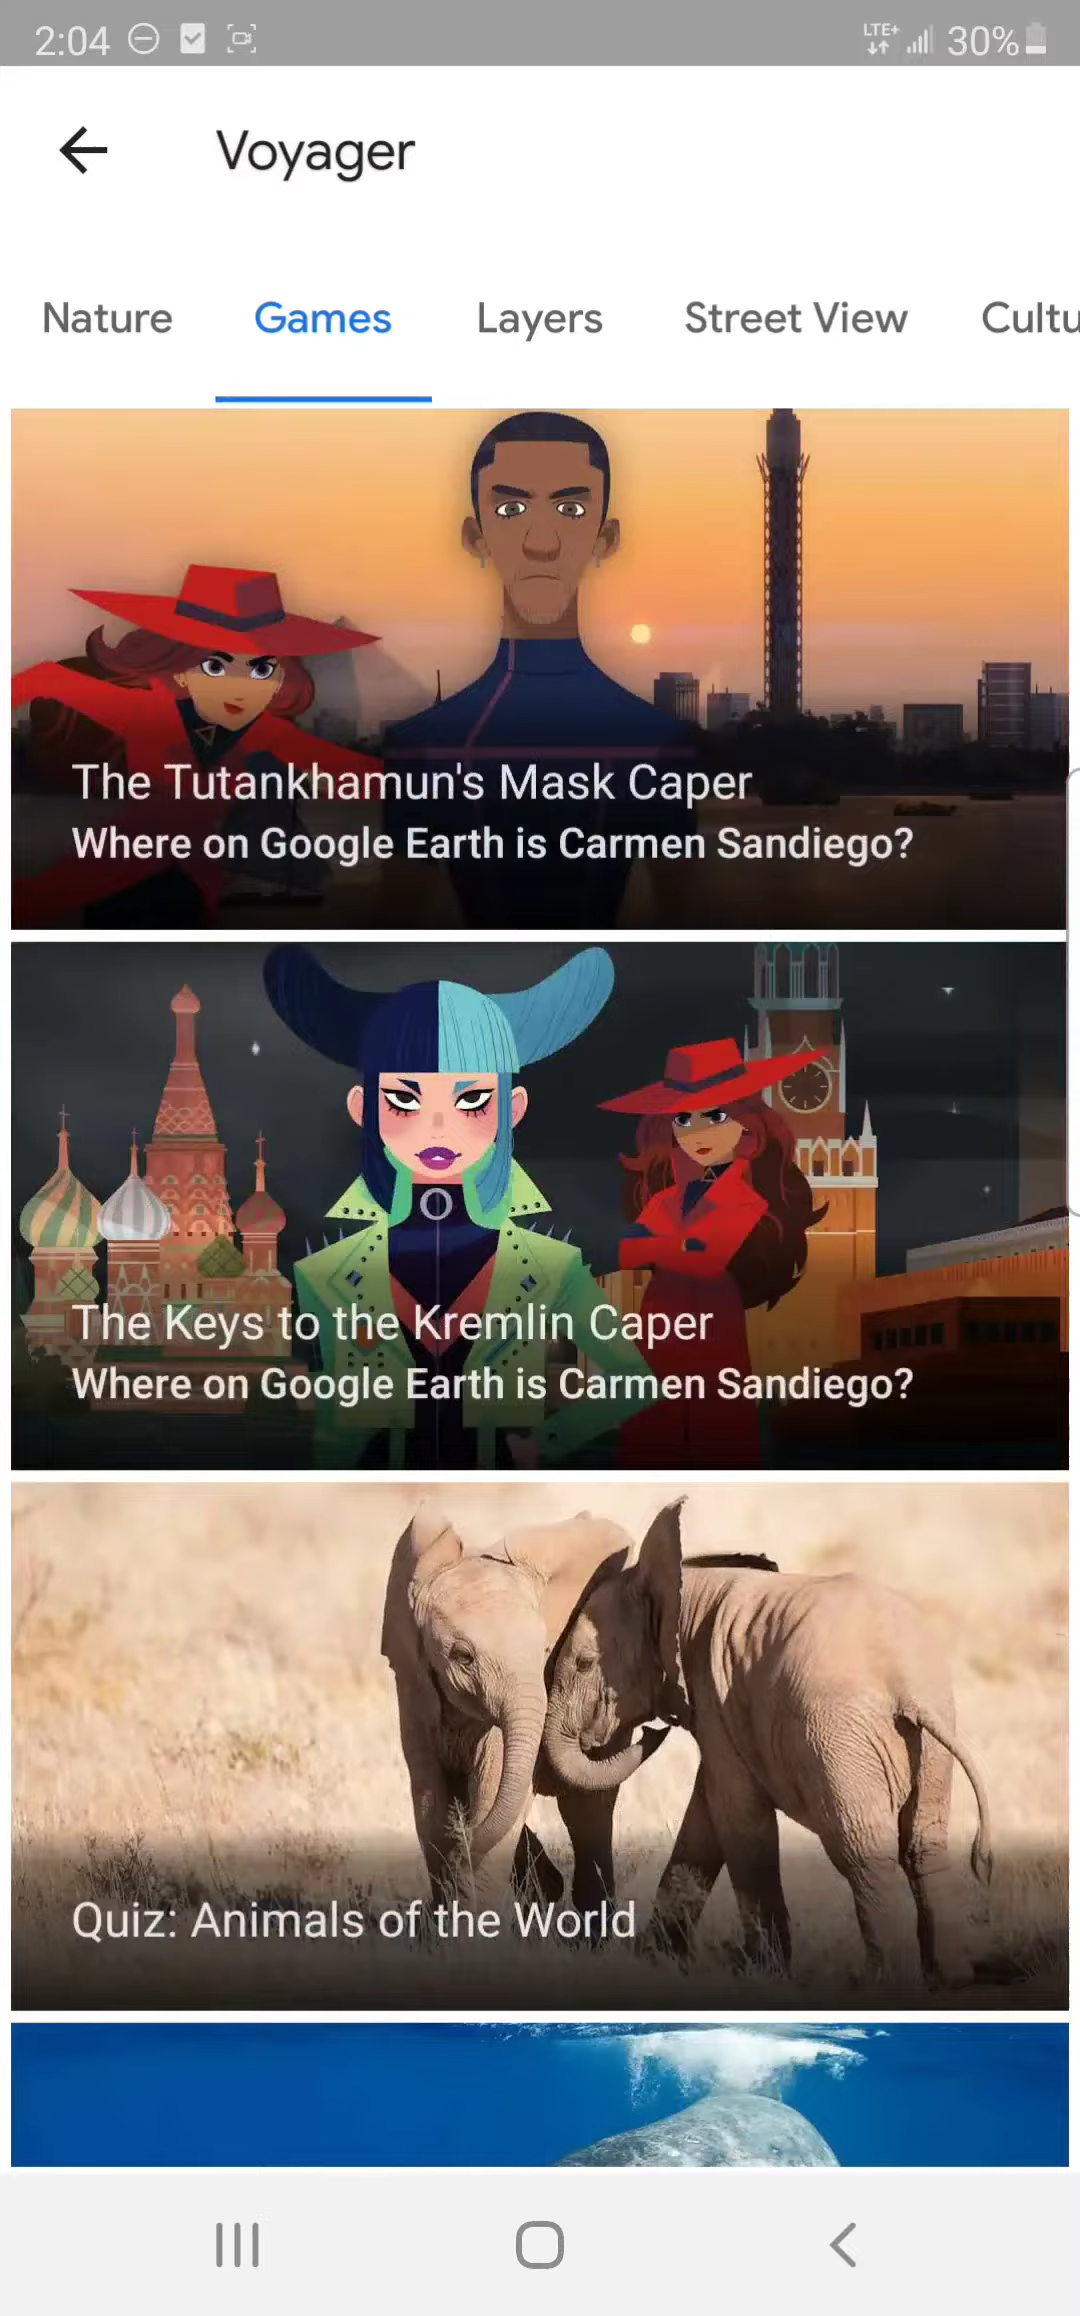 2:04
LTE+ 30%
Voyager
Nature Games Layers Street View Cultu
The Tutankhamun's Mask Caper
Where on Google Earth is Carmen Sandiego?
The Keys to the Kremlin Caper
Where on Google Earth is Carmen Sandiego?
Quiz: Animals of the World